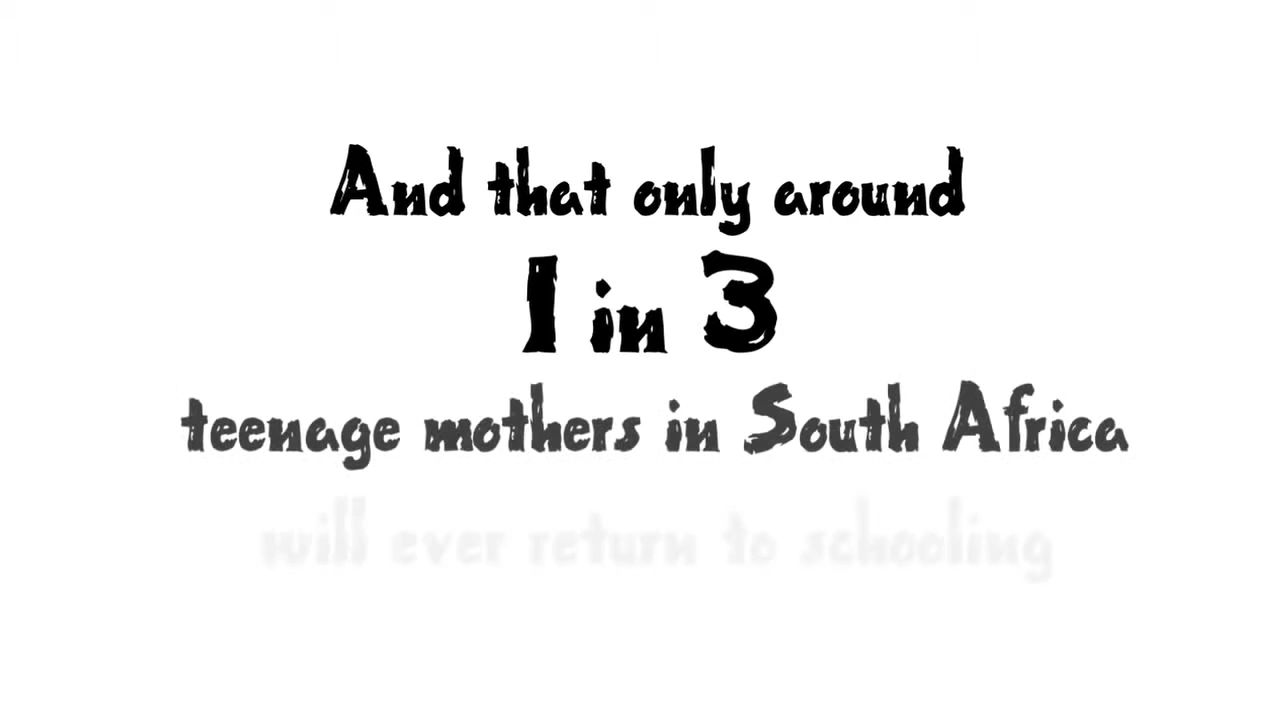 And that only around
1 in 3
teenage mothers in South Africa
will ever return to schooling